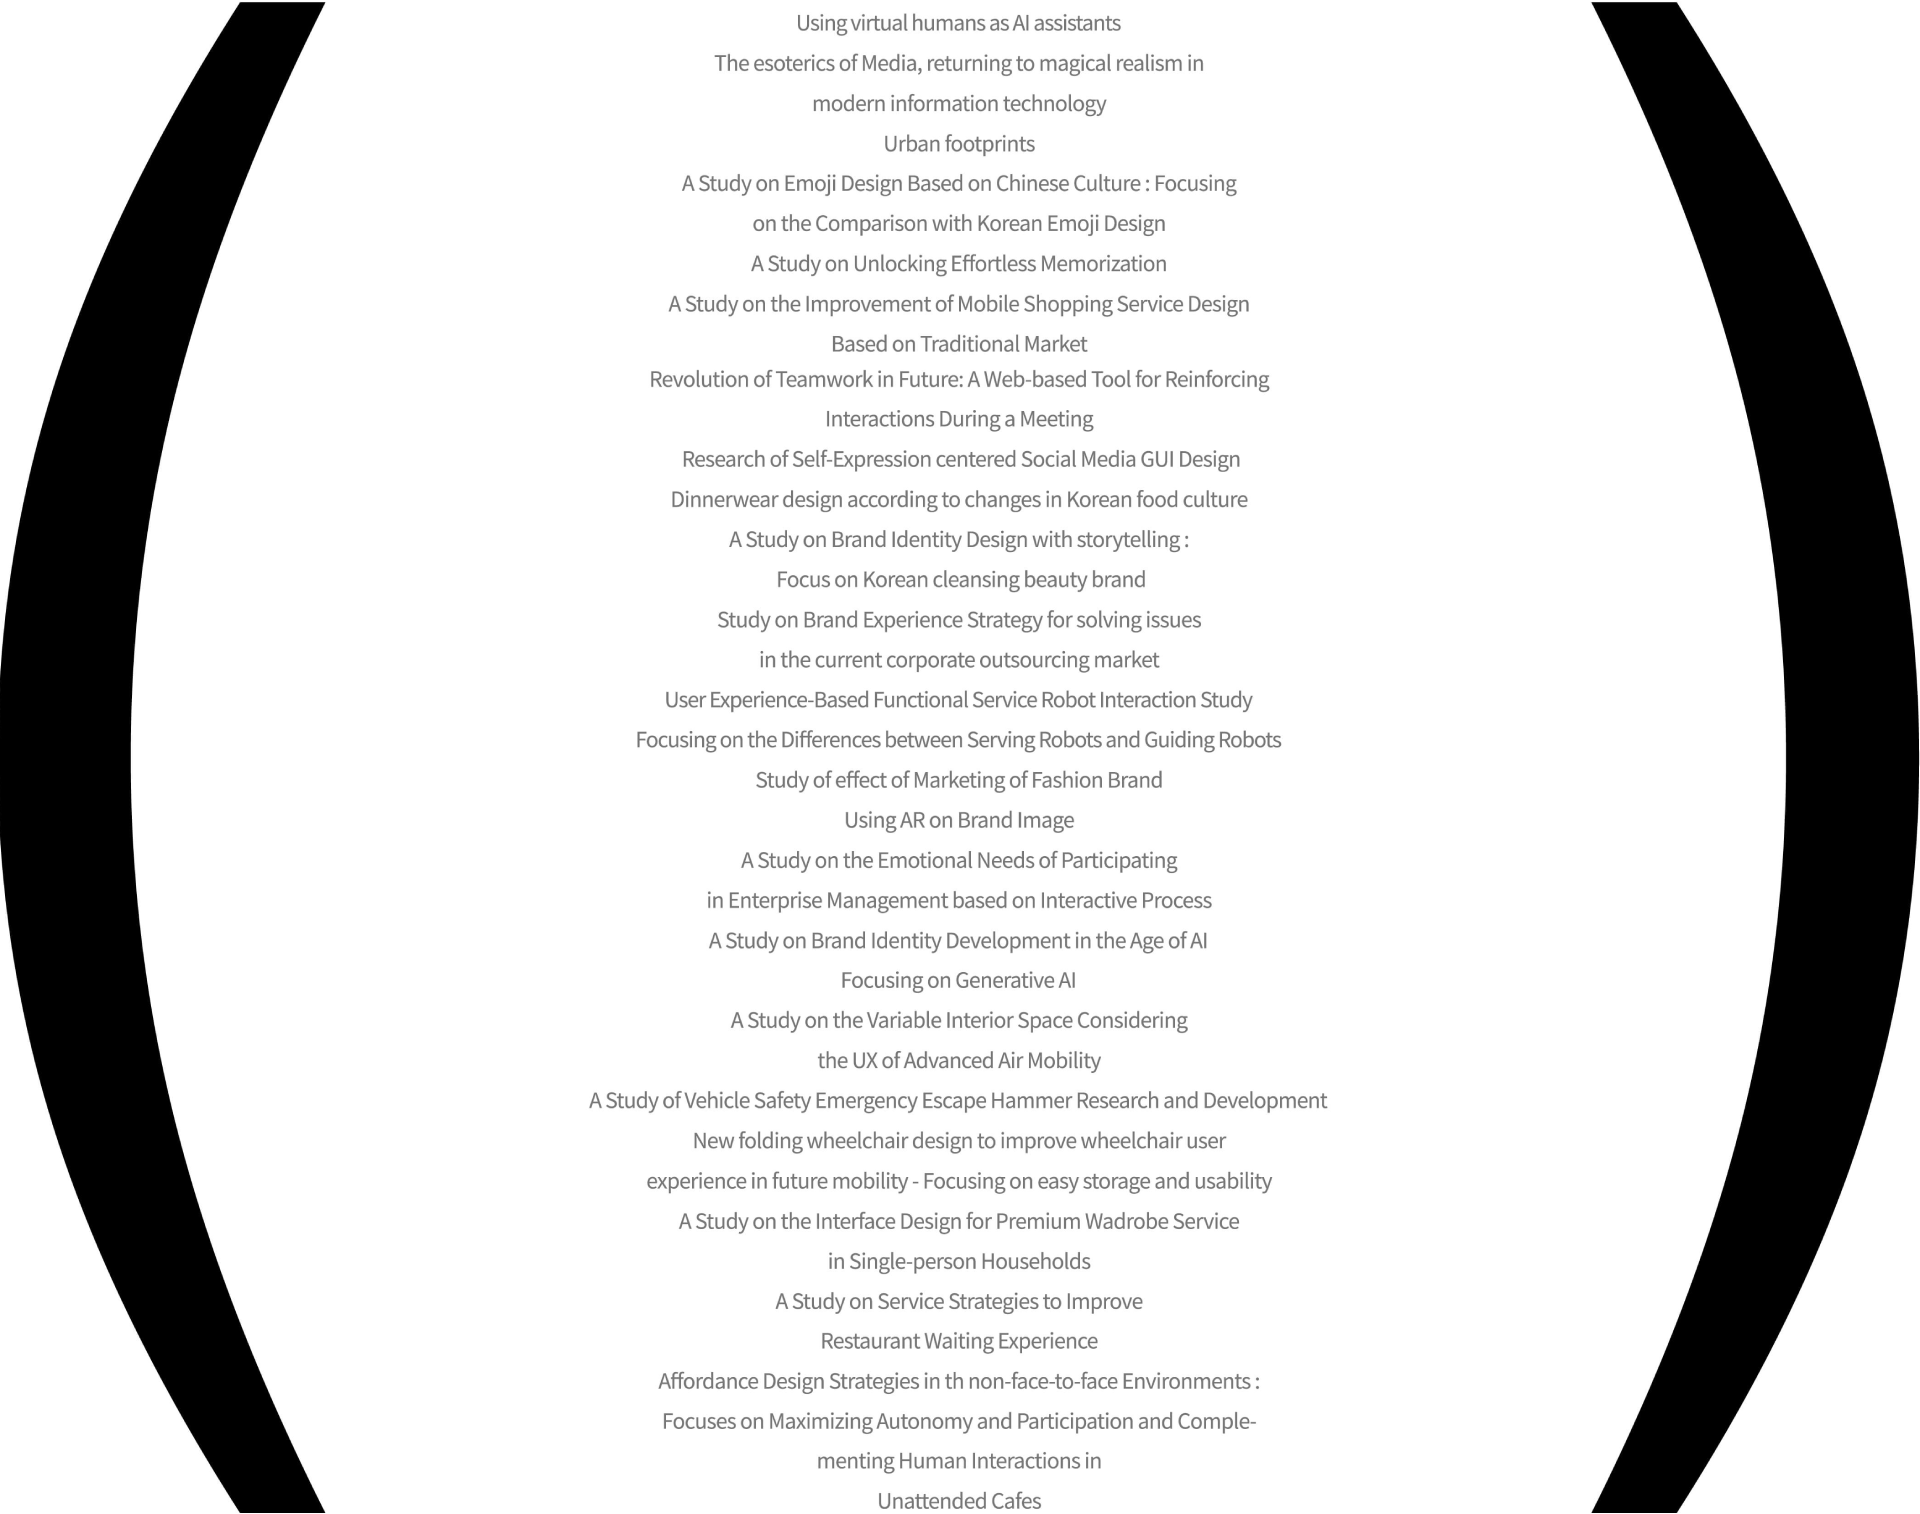 Using virtual humans as AI assistants
The esoterics of Media, returning to magical realism in
modern information technology
Urban footprints
A Study on Emoji Design Based on Chinese Culture : Focusing
on the Comparison with Korean Emoji Design
A Study on Unlocking Effortless Memorization
A Study on the Improvement of Mobile Shopping Service Design
Based on Traditional Market
Revolution of Teamwork in Future: A Web-based Tool for Reinforcing
Interactions During a Meeting
Research of Self-Expression centered Social Media GUI Design
Dinnerwear design according to changes in Korean food culture
A Study on Brand Identity Design with storytelling :
Focus on Korean cleansing beauty brand
Study on Brand Experience Strategy for solving issues
in the current corporate outsourcing market
User Experience-Based Functional Service Robot Interaction Study
Focusing on the Differences between Serving Robots and Guiding Robots
Study of effect of Marketing of Fashion Brand
Using AR on Brand Image
A Study on the Emotional Needs of Participating
in Enterprise Management based on Interactive Process
A Study on Brand Identity Development in the Age of AI
Focusing on Generative AI
A Study on the Variable Interior Space Considering
the UX of Advanced Air Mobility
A Study of Vehicle Safety Emergency Escape Hammer Research and Development
New folding wheelchair design to improve wheelchair user
experience in future mobility - Focusing on easy storage and usability
A Study on the Interface Design for Premium Wadrobe Service
in Single-person Households
A Study on Service Strategies to Improve
Restaurant Waiting Experience
Affordance Design Strategies in th non-face-to-face Environments :
Focuses on Maximizing Autonomy and Participation and Comple-
menting Human Interactions in
Unattended Cafes